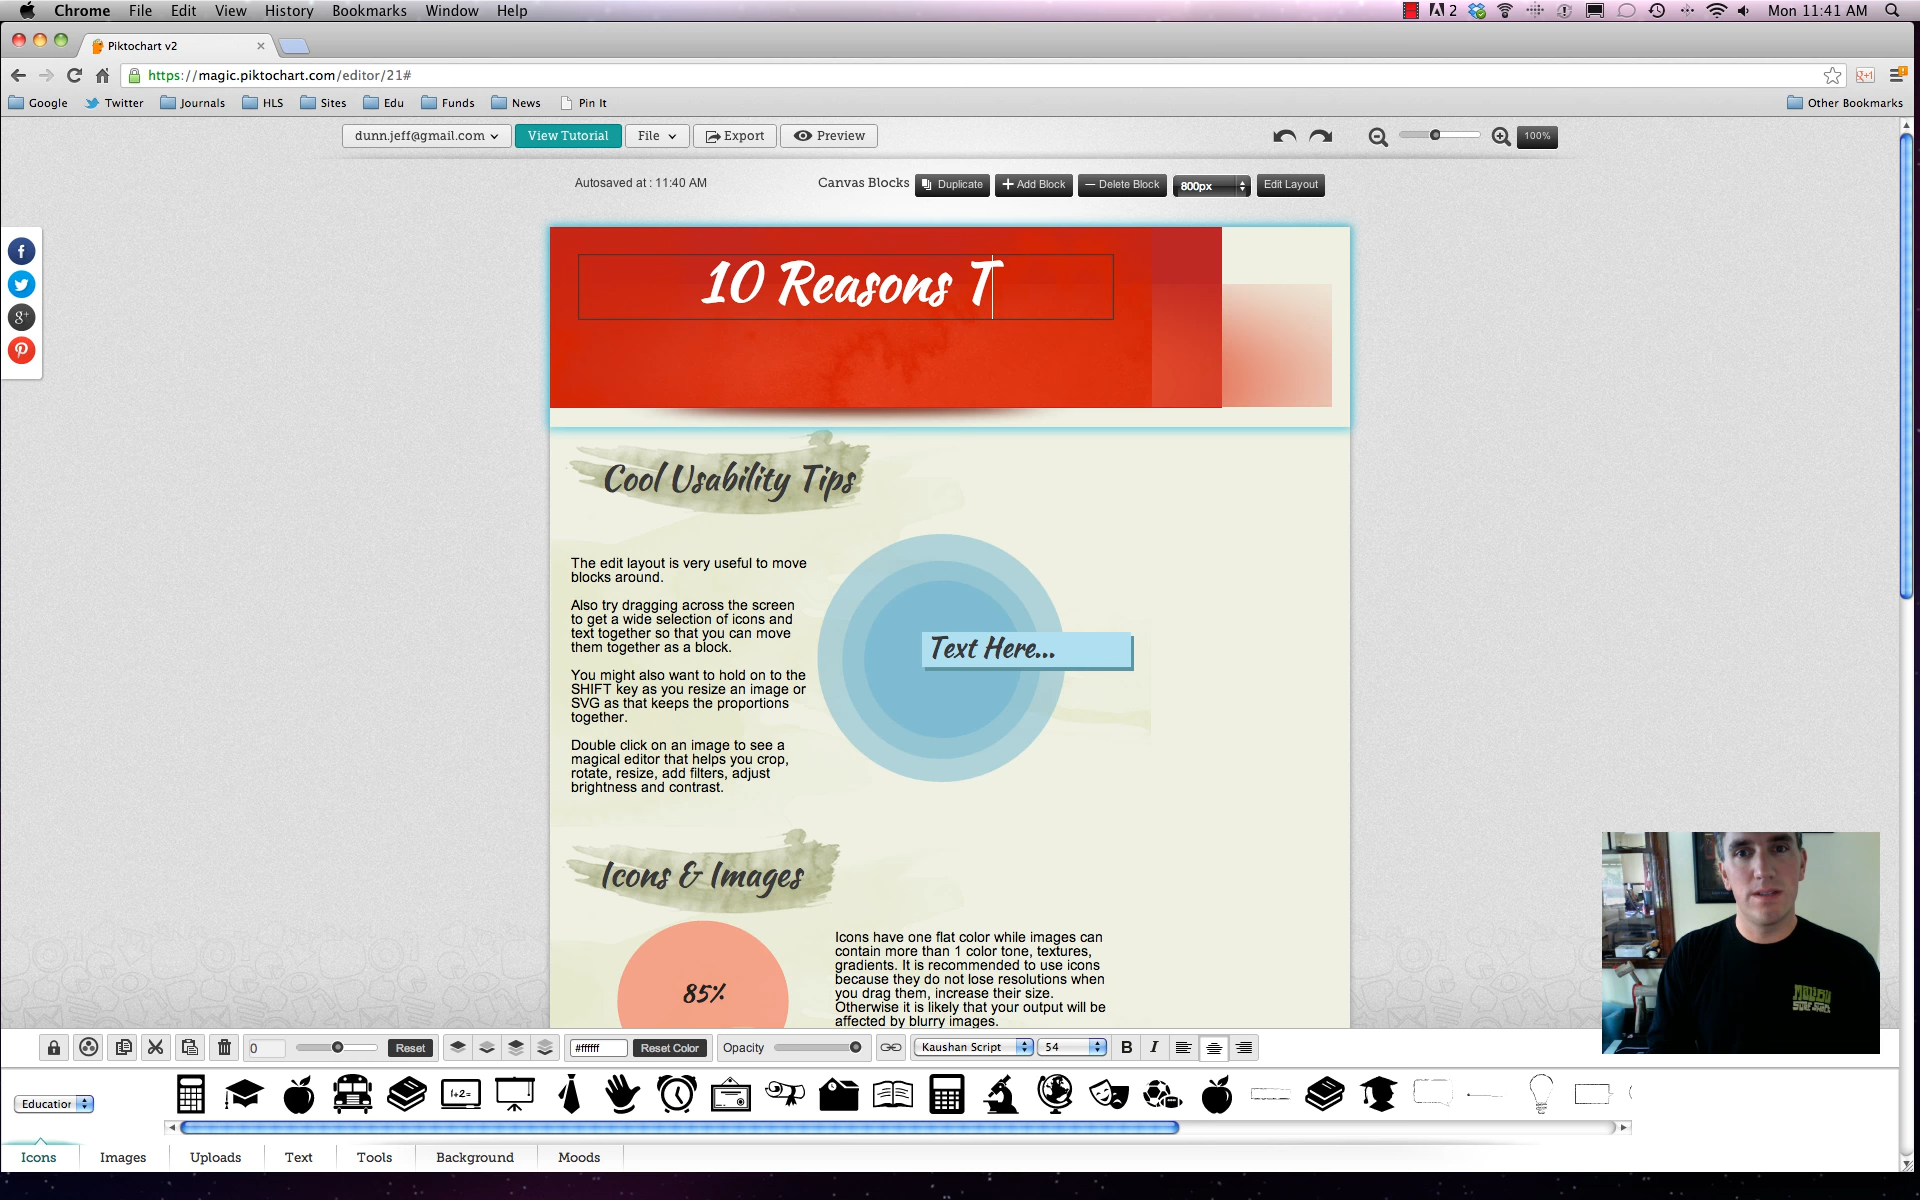 Chrome File Edit View History Bookmarks Window Help
2
Mon 11:41 AM
Piktochart v2
https://magic.piktochart.com/editor/21#
Google Twitter Journals HLS Sites Edu Funds News Pin It
Other Bookmarks
dunn.jeff@gmail.com View Tutorial File Export Preview
100%
Autosaved at : 11:40 AM
Canvas Blocks Duplicate Add Block Delete Block 800px Edit Layout
10 Reasons T
Cool Usability Tips
The edit layout is very useful to move
blocks around.
Also try dragging across the screen
to get a wide selection of icons and
text together so that you can move
them together as a block.
You might also want to hold on to the
SHIFT key as you resize an image or
SVG as that keeps the proportions
together.
Double click on an image to see a
magical editor that helps you crop,
rotate, resize, add filters, adjust
brightness and contrast.
Text Here...
Icons & Images
85%
Icons have one flat color while images can
contain more than 1 color tone, textures,
gradients. It is recommended to use icons
because they do not lose resolutions when
you drag them, increase their size.
Otherwise it is likely that your output will be
affected by blurry images.
0 Reset #ffffff Reset Color Opacity Kaushan Script 54 B I
Education
1+2=
Icons Images Uploads Text Tools Background Moods